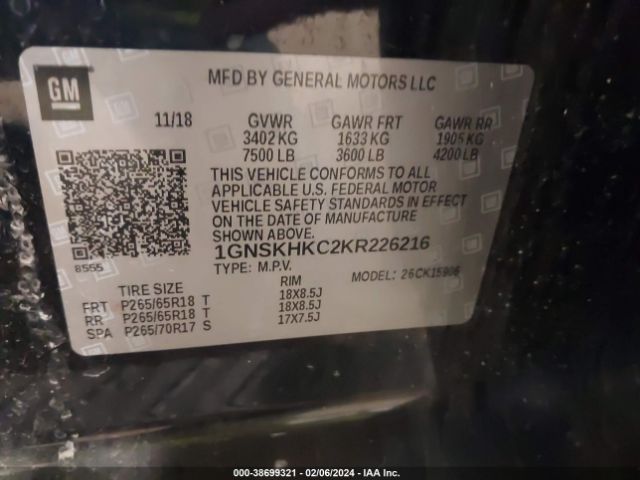 GM
MFD BY GENERAL MOTORS LLC
11/18 GVWR GAWR FRT GAWR RR
3402 KG 1633 KG 1905 KG
7500 LB 3600 LB 4200 LB
THIS VEHICLE CONFORMS TO ALL
APPLICABLE U.S. FEDERAL MOTOR
VEHICLE SAFETY STANDARDS IN EFFECT
ON THE DATE OF MANUFACTURE
SHOWN ABOVE.
1GNSKHKC2KR226216
8555
TYPE: M.P.V. MODEL: 26CK15906
TIRE SIZE RIM
FRT P265/65R18 T 18X8.5J
RR P265/65R18 T 18X8.5J
SPA P265/70R17 S 17X7.5J
000-38699321 | 02/06/2024 | IAA Inc.